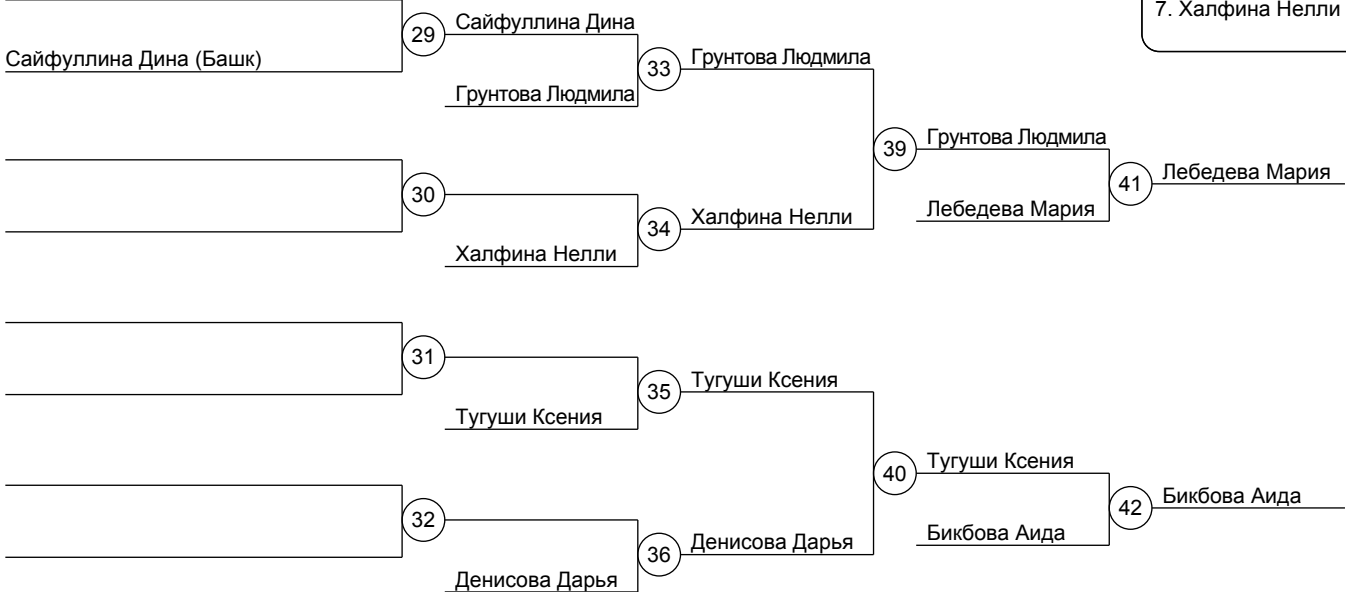 7. Халфина Нелли
29
Сайфуллина Дина
Сайфуллина Дина (Башк)
33
Грунтова Людмила
Грунтова Людмила
39
Грунтова Людмила
30
41
Лебедева Мария
34
Халфина Нелли
Лебедева Мария
Халфина Нелли
31
35
Тугуши Ксения
Тугуши Ксения
40
Тугуши Ксения
32
42
Бикбова Аида
36
Денисова Дарья
Бикбова Аида
Денисова Дарья